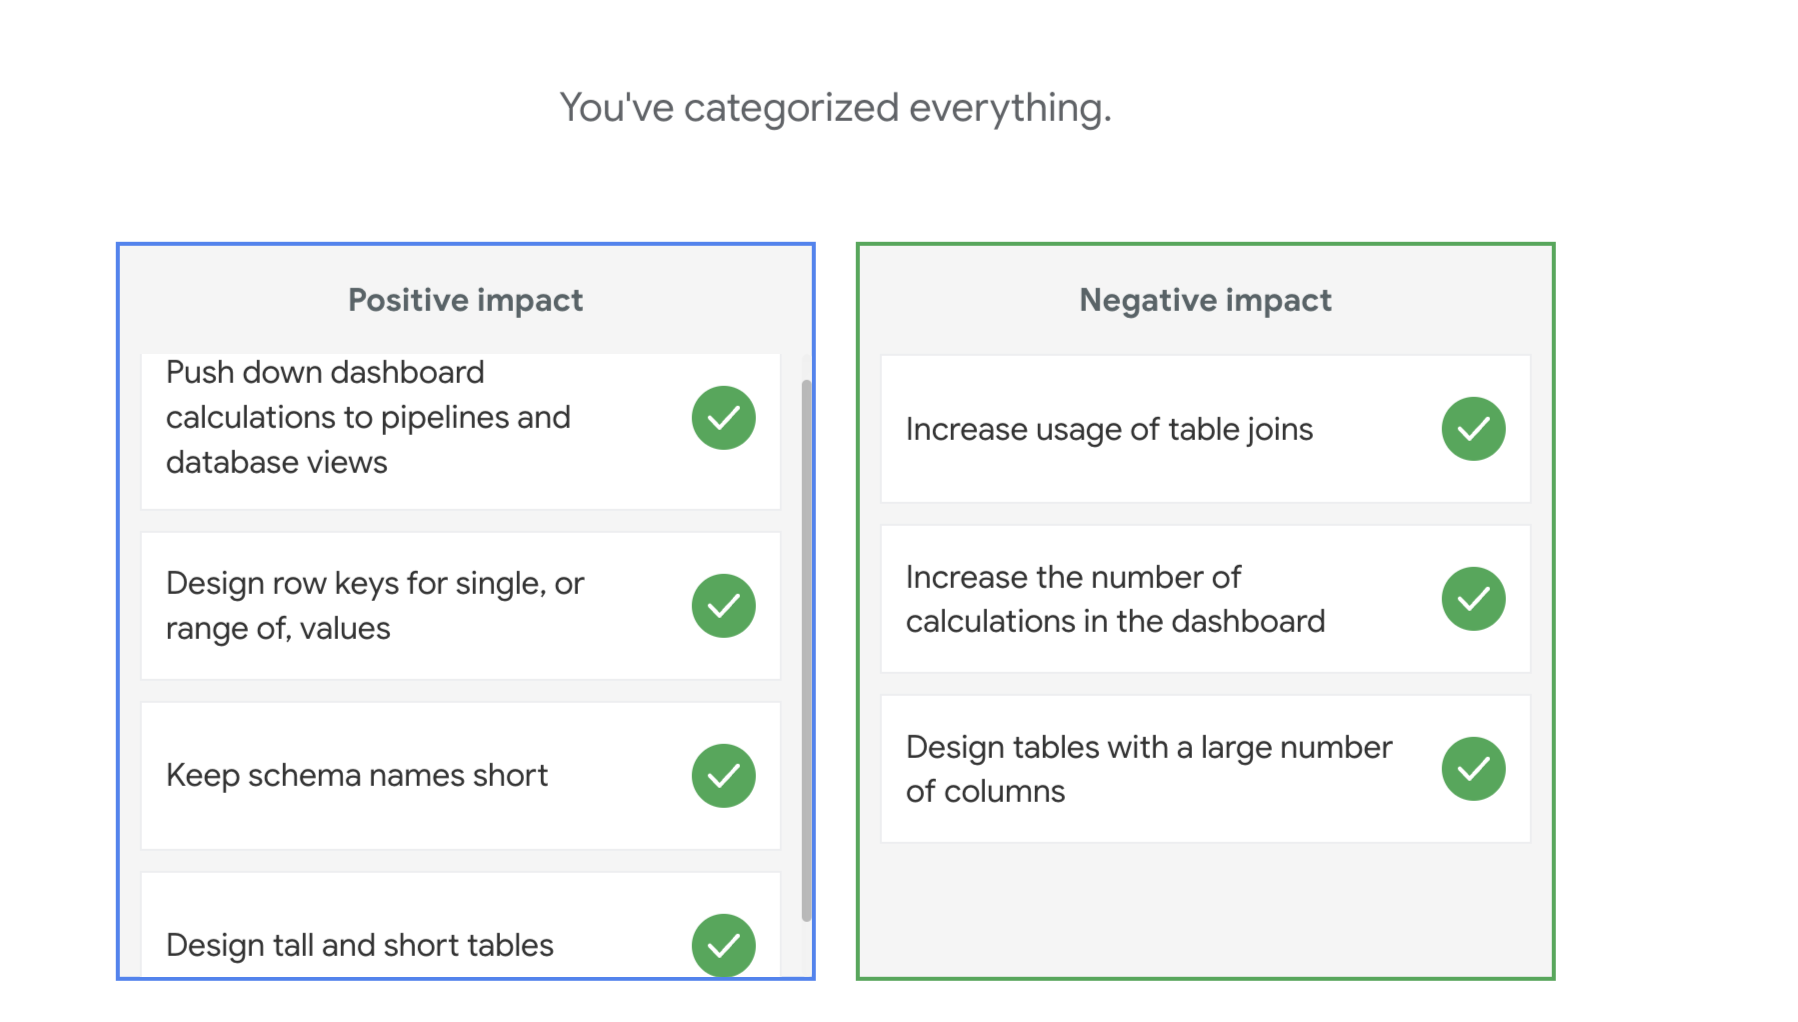 You've categorized everything.
Positive impact
Push down dashboard
calculations to pipelines and
database views
Design row keys for single, or
range of, values
Keep schema names short
Design tall and short tables
Negative impact
Increase usage of table joins
Increase the number of
calculations in the dashboard
Design tables with a large number
of columns